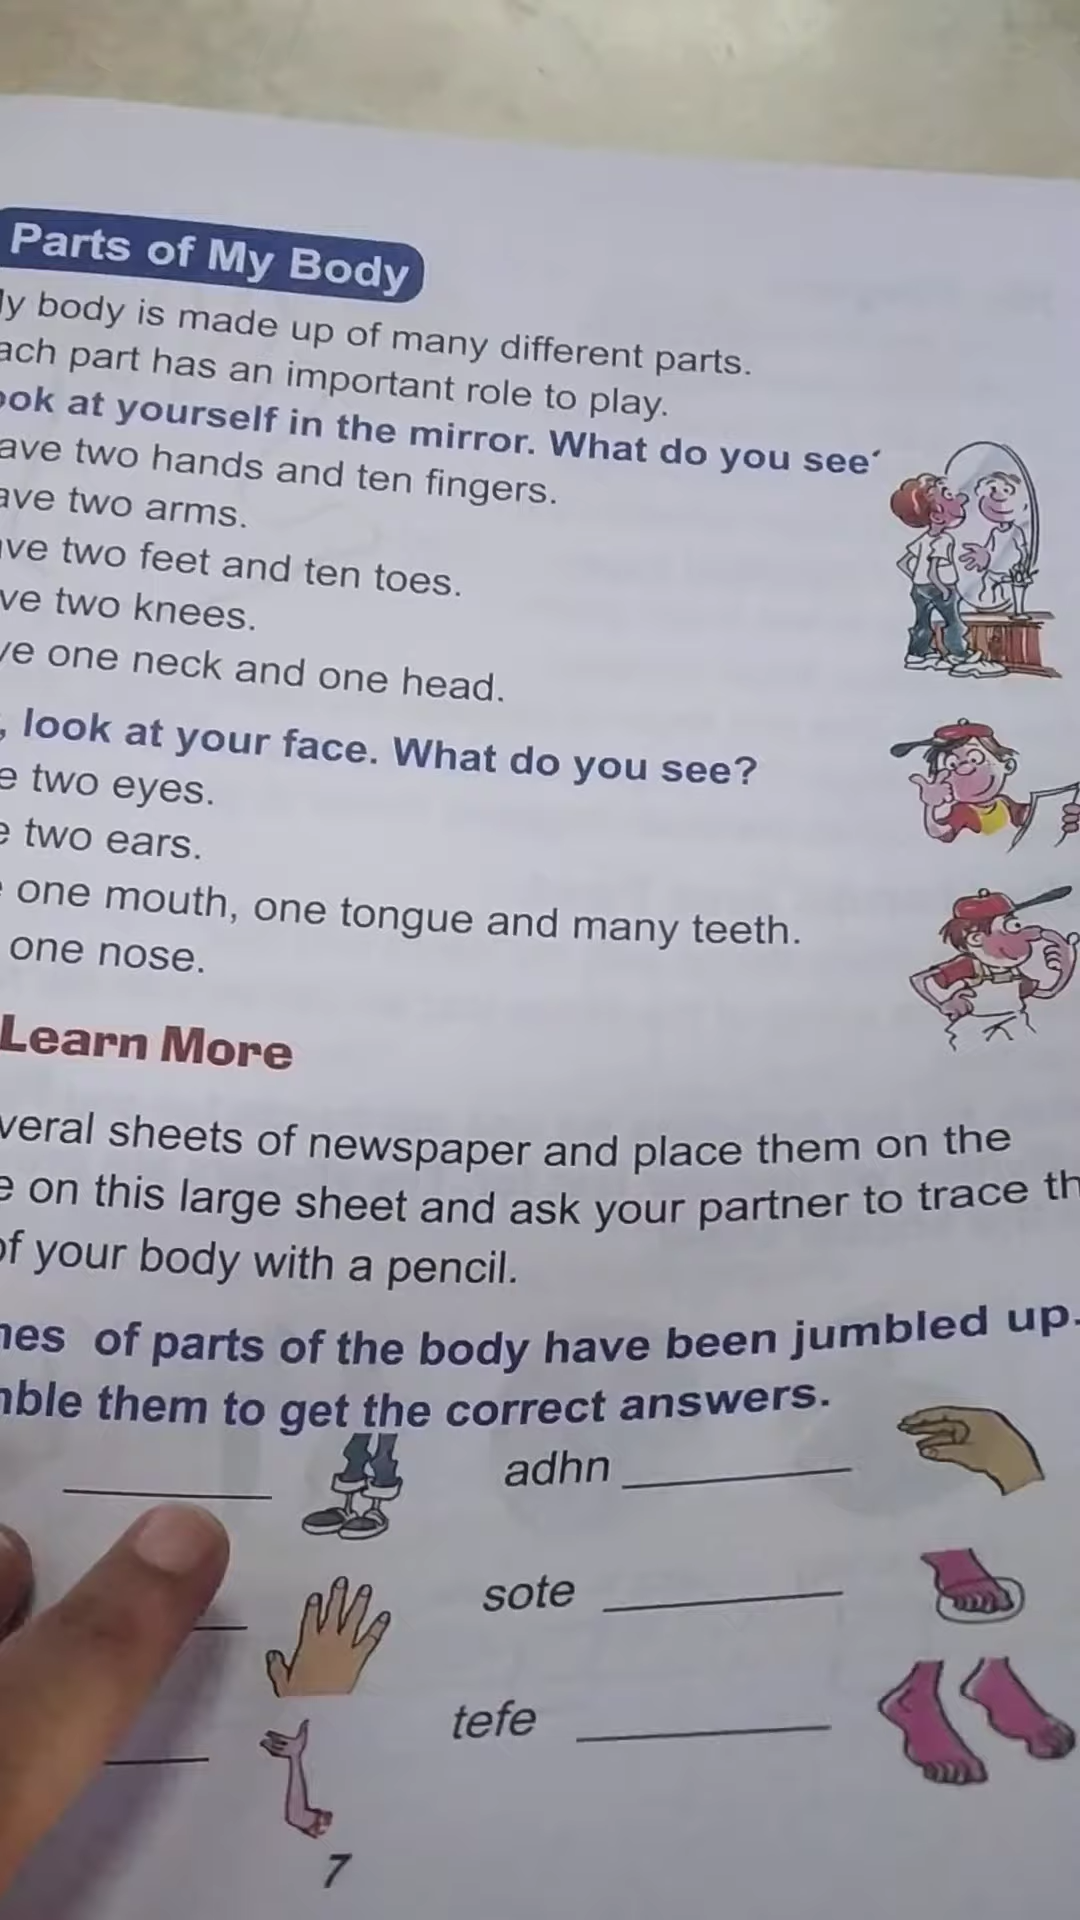 Parts of My Body
y body is made up of many different parts.
ach part has an important role to play.
ook at yourself in the mirror. What do you see
ave two hands and ten fingers.
ave two arms.
ve two feet and ten toes.
ve two knees.
ve one neck and one head.
, look at your face. What do you see?
e two eyes.
e two ears.
one mouth, one tongue and many teeth.
one nose.
Learn More
veral sheets of newspaper and place them on the
e on this large sheet and ask your partner to trace th
of your body with a pencil.
mes of parts of the body have been jumbled up.
mble them to get the correct answers.
adhn
sote
tefe
7